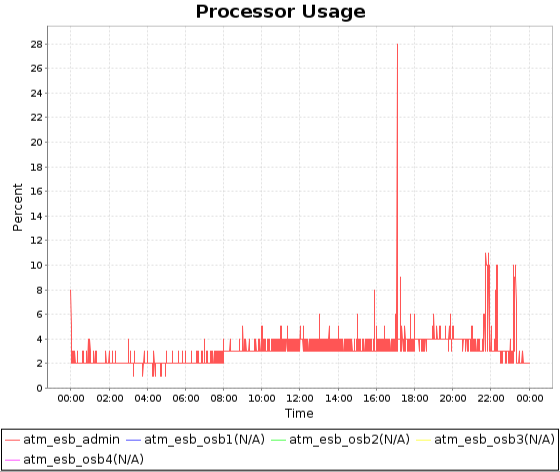 Processor Usage
28
26
24
22
20
18
16
14
12
10
8
6
4
2
0
Percent
00:00 02:00 04:00 06:00 08:00 10:00 12:00 14:00 16:00 18:00 20:00 22:00 00:00
Time
atm_esb_admin atm_esb_osb1(N/A) atm_esb_osb2(N/A) atm_esb_osb3(N/A)
atm_esb_osb4(N/A)